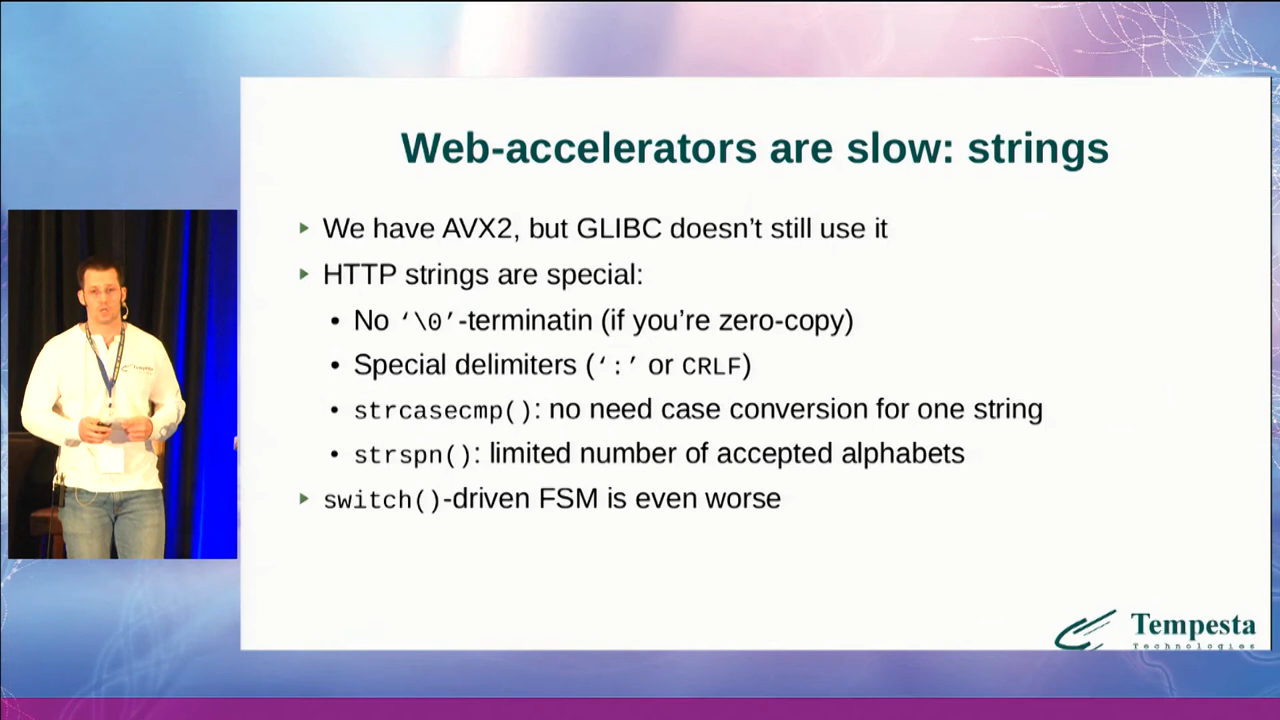 Web-accelerators are slow: strings
We have AVX2, but GLIBC doesn’t still use it
HTTP strings are special:
No ‘\0’-terminatin (if you’re zero-copy)
Special delimiters (‘:’ or CRLF)
strcasecmp(): no need case conversion for one string
strspn(): limited number of accepted alphabets
switch()-driven FSM is even worse
Tempesta
Technologies